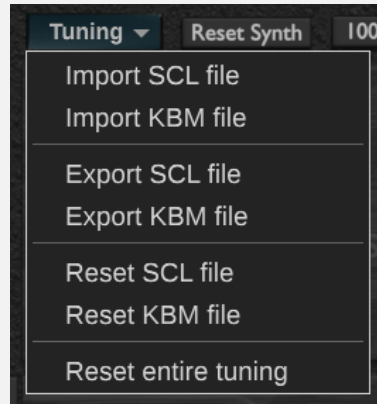 Tuning Reset Synth 100
Import SCL file
Import KBM file
Export SCL file
Export KBM file
Reset SCL file
Reset KBM file
Reset entire tuning